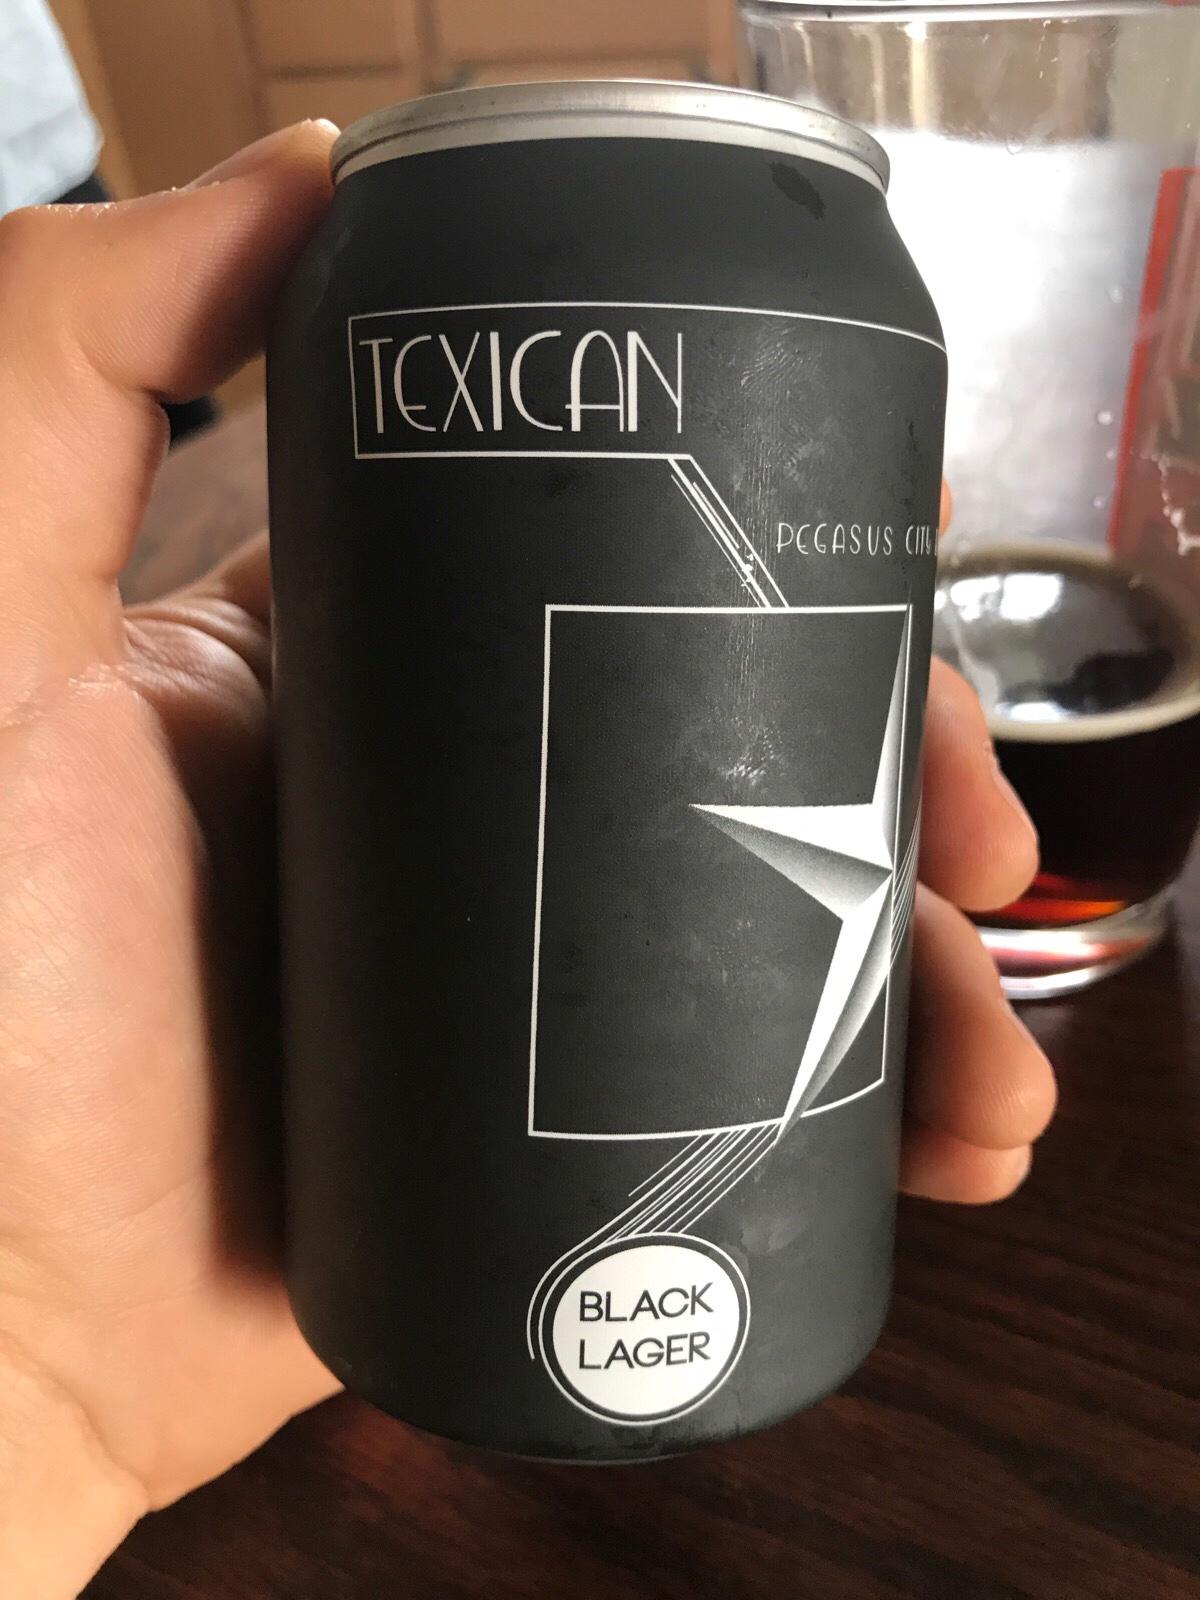 TEXICAN
PEGASUS CITY
BLACK
LAGER